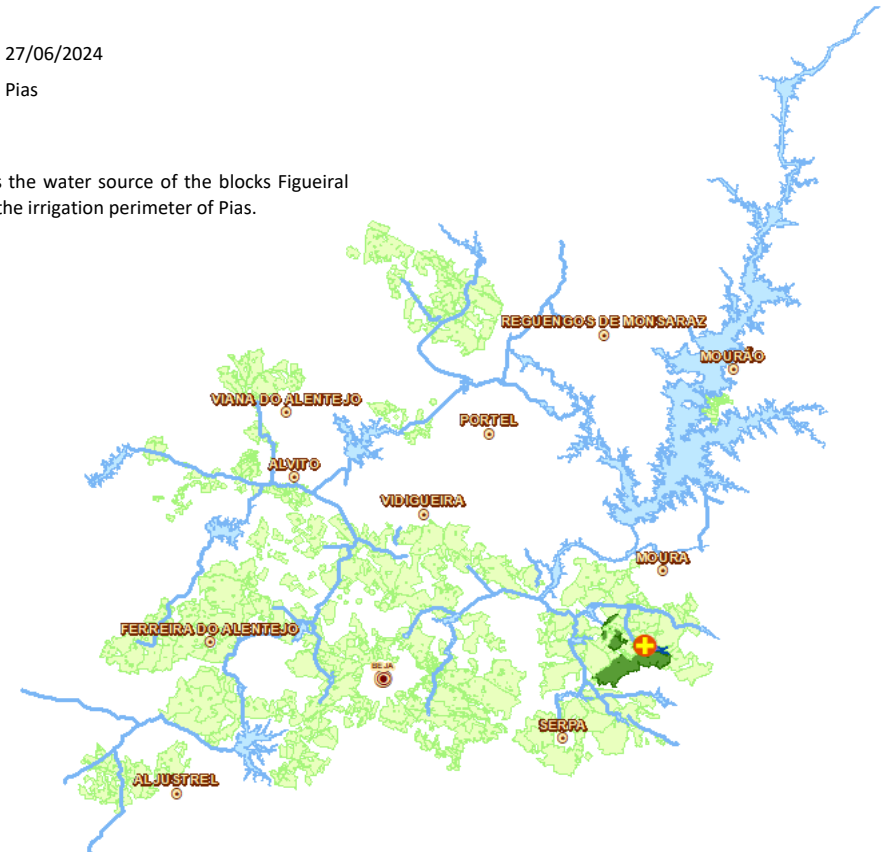 27/06/2024
Pias
s the water source of the blocks Figueiral
the irrigation perimeter of Pias.
REGUENGOS DE MONSARAZ
MOURÃO
VIANA DO ALENTEJO
PORTEL
ALVITO
VIDIGUEIRA
MOURA
FERREIRA DO ALENTEJO
BEJA
SERPA
ALJUSTREL